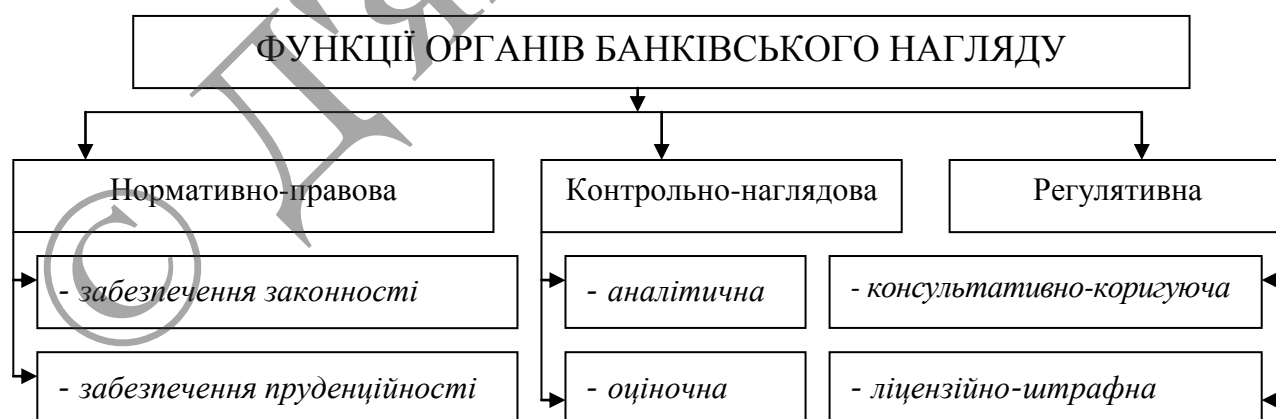 ФУНКЦІЇ ОРГАНІВ БАНКІВСЬКОГО НАГЛЯДУ
Нормативно-правова
Контрольно-наглядова
Регулятивна
- забезпечення законності
- аналітична
- консультативно-коригуюча
- забезпечення пруденційності
- оціночна
- ліцензійно-штрафна